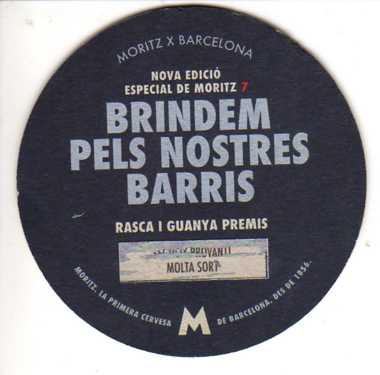 MORITZ X BARCELONA
NOVA EDICIÓ
ESPECIAL DE MORITZ 7
BRINDEM
PELS NOSTRES
BARRIS
RASCA I GUANYA PREMIS
PROVANT!
MOLTA SORT
MORITZ. LA PRIMERA CERVESA DE BARCELONA. DES DE 1856.
M